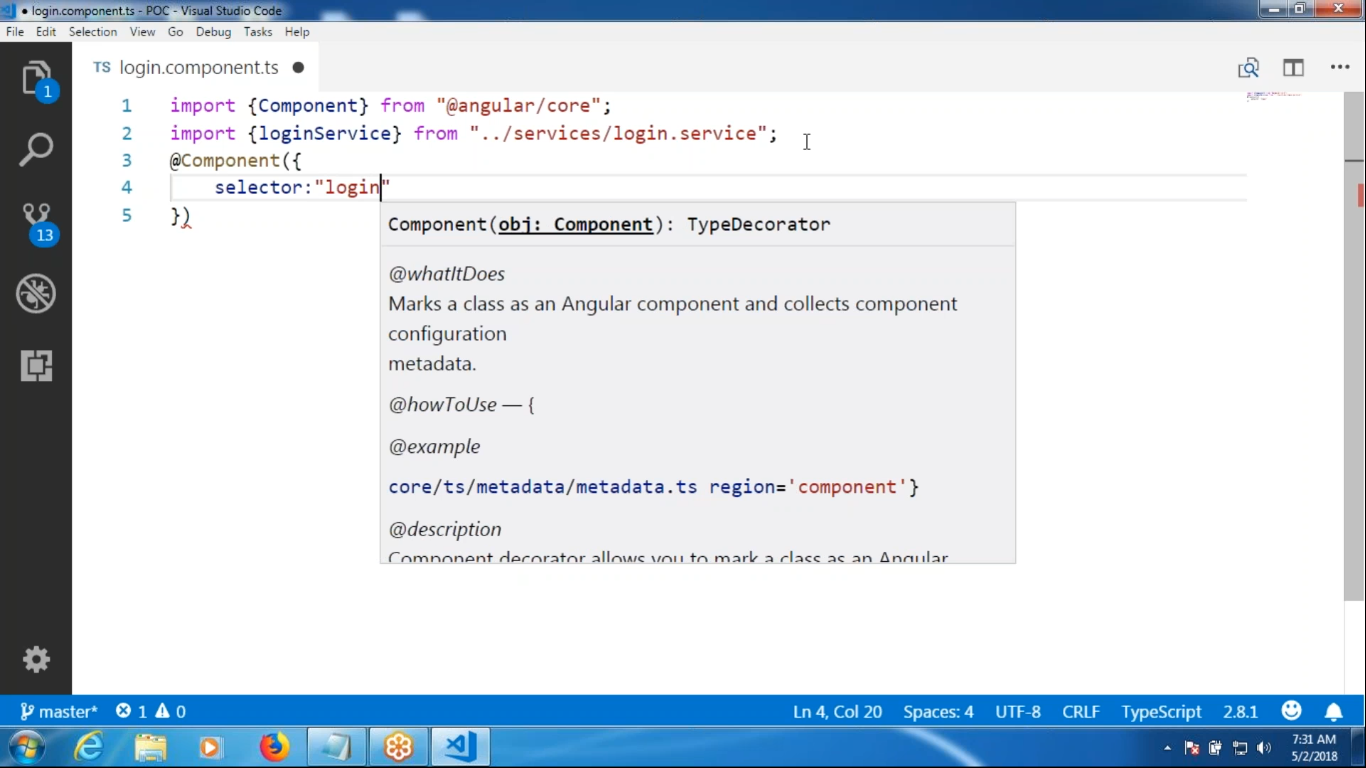 ● login.component.ts - POC - Visual Studio Code
File Edit Selection View Go Debug Tasks Help
TS login.component.ts ●
1 import {Component} from "@angular/core";
2 import {loginService} from "../services/login.service";
3 @Component({
4 selector:"login"
5 })
Component(obj: Component): TypeDecorator
@whatItDoes
Marks a class as an Angular component and collects component
configuration
metadata.
@howToUse — {
@example
core/ts/metadata/metadata.ts region='component'}
@description
Component decorator allows you to mark a class as an Angular
1
13
master* 1 0 Ln 4, Col 20 Spaces: 4 UTF-8 CRLF TypeScript 2.8.1
7:31 AM
5/2/2018